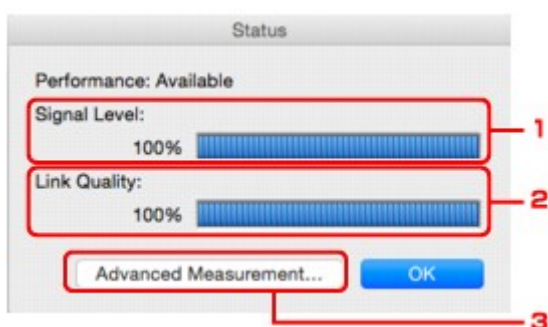 Status
Performance: Available
Signal Level:
1
100%
Link Quality:
2
100%
Advanced Measurement... OK
3